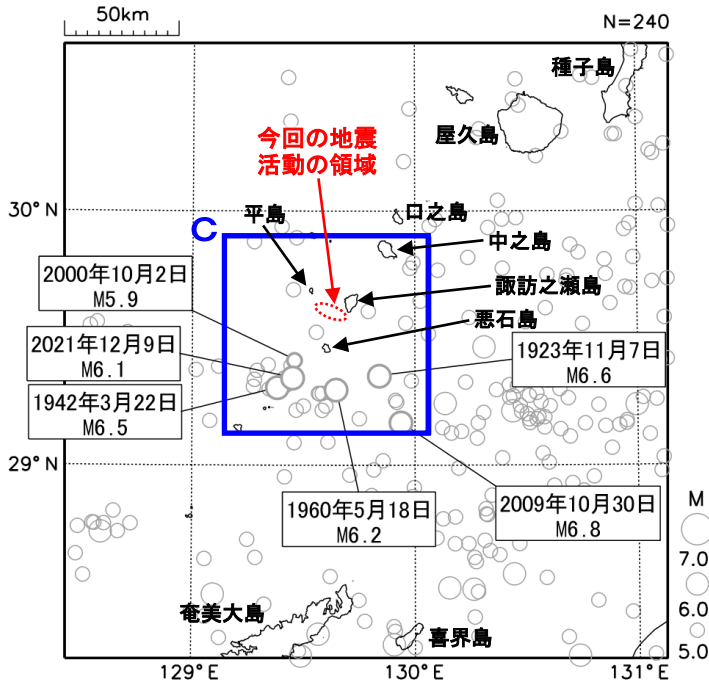 50km
N=240
種子島
屋久島
今回の地震
活動の領域
30°N
平島
口之島
C
中之島
2000年10月2日
M5.9
諏訪之瀬島
悪石島
2021年12月9日
M6.1
1923年11月7日
M6.6
1942年3月22日
M6.5
29°N
1960年5月18日
M6.2
2009年10月30日
M6.8
M
7.0
6.0
5.0
奄美大島
喜界島
129°E
130°E
131°E